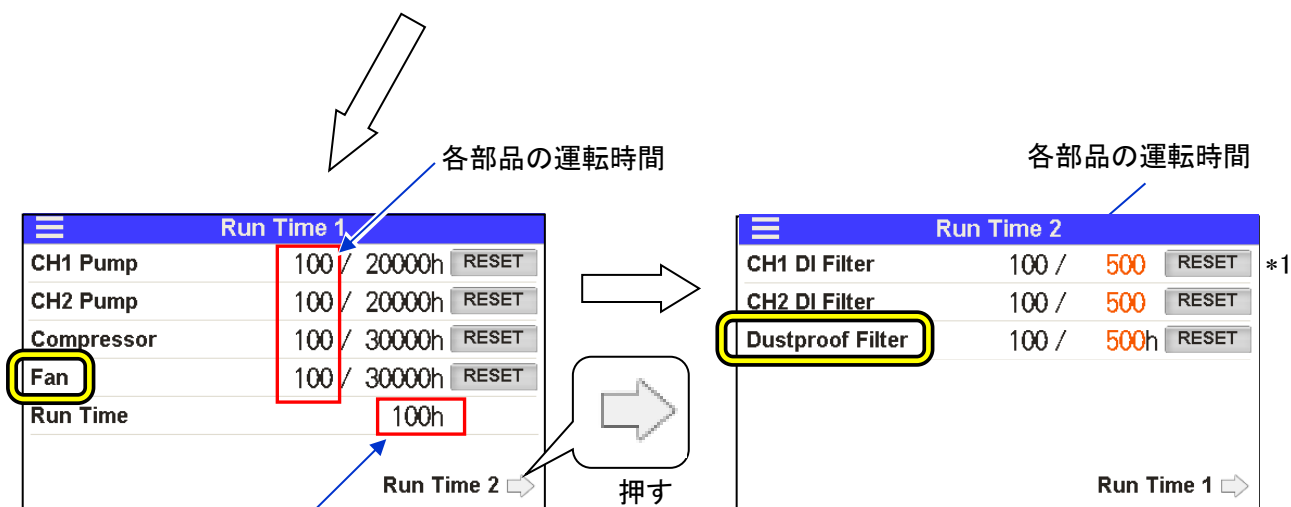 各部品の運転時間
各部品の運転時間
Run Time 1
CH1 Pump 100 / 20000h RESET
CH2 Pump 100 / 20000h RESET
Compressor 100 / 30000h RESET
Fan 100 / 30000h RESET
Run Time 100h
Run Time 2
押す
Run Time 2
CH1 DI Filter 100 / 500 RESET *1
CH2 DI Filter 100 / 500 RESET
Dustproof Filter 100 / 500h RESET
Run Time 1